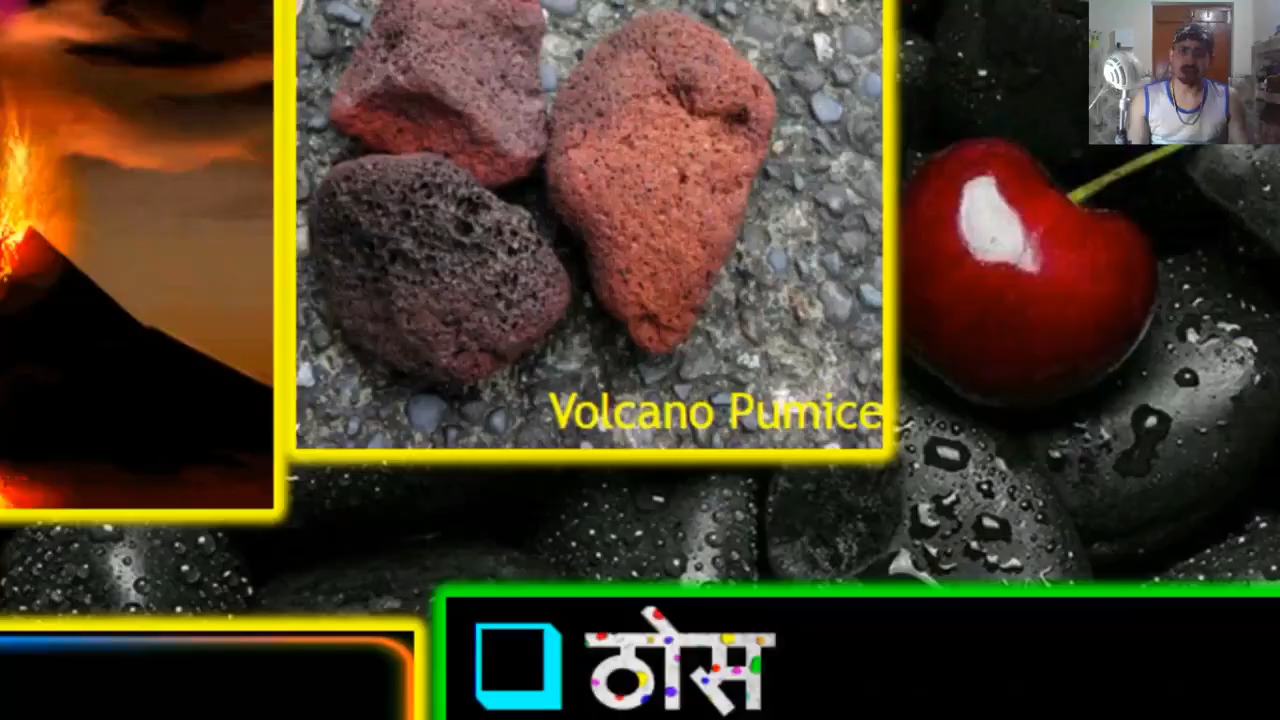 Volcano Pumice
ठोस